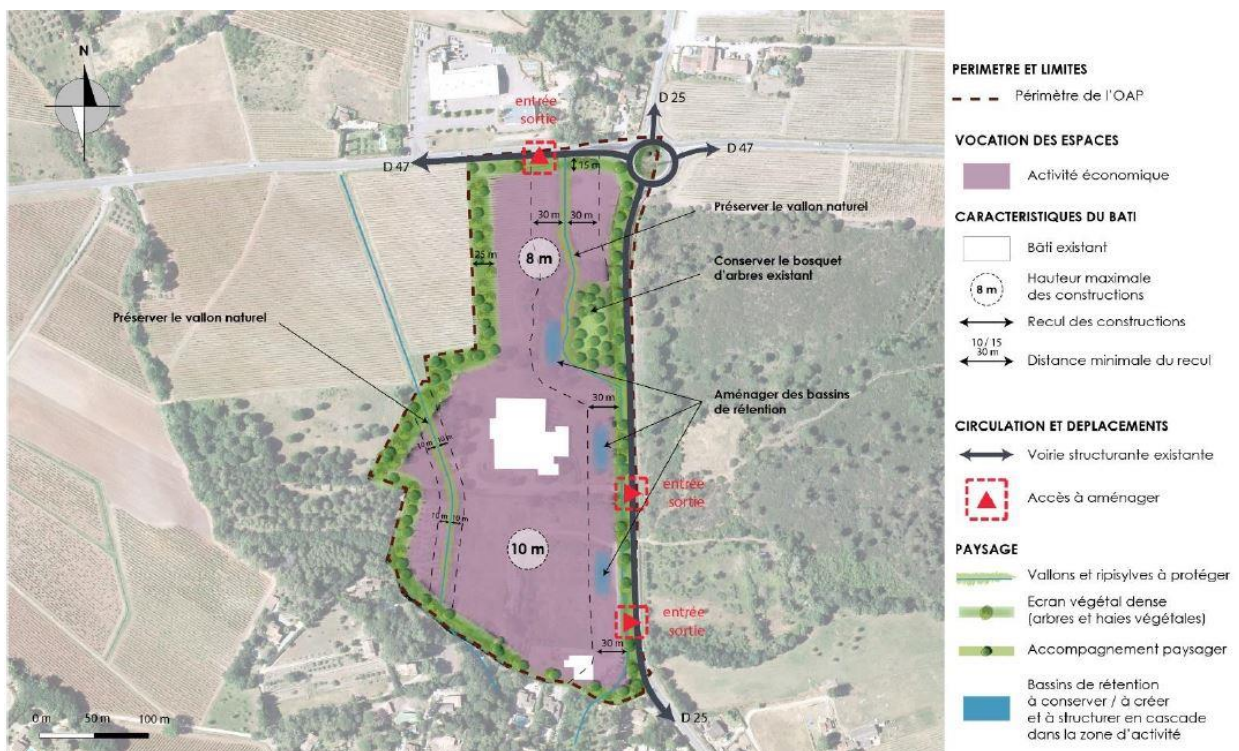 N
entrée
sortie
D 25
D 47
D 47
15 m
30 m
30 m
Préserver le vallon naturel
8 m
25 m
Conserver le bosquet
d'arbres existant
Préserver le vallon naturel
30 m
Aménager des bassins
de rétention
10 m
10 m
entrée
sortie
10 m
10 m
10 m
entrée
sortie
30 m
0 m
50 m
100 m
D 25
PERIMETRE ET LIMITES
Périmètre de l'OAP
VOCATION DES ESPACES
Activité économique
CARACTERISTIQUES DU BATI
Bâti existant
8 m
Hauteur maximale
des constructions
Recul des constructions
10 / 15
30 m
Distance minimale du recul
CIRCULATION ET DEPLACEMENTS
Voirie structurante existante
Accès à aménager
PAYSAGE
Vallons et ripisylves à protéger
Ecran végétal dense
(arbres et haies végétales)
Accompagnement paysager
Bassins de rétention
à conserver / à créer
et à structurer en cascade
dans la zone d'activité